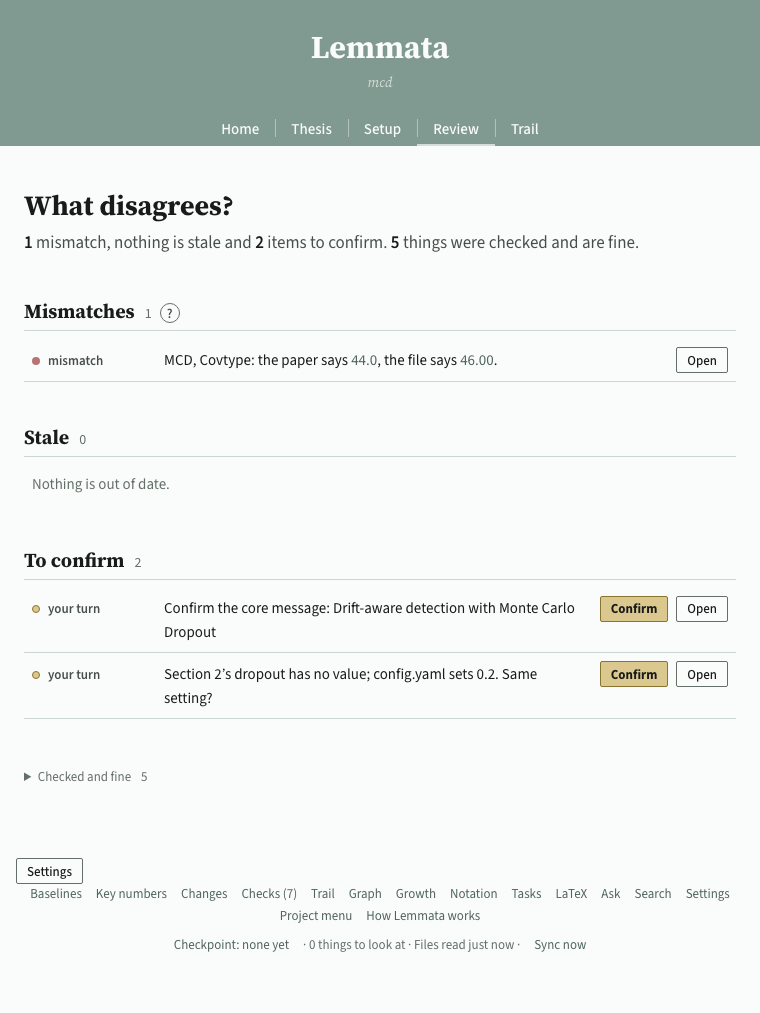 Lemmata
mcd
Home Thesis Setup Review Trail
What disagrees?
1 mismatch, nothing is stale and 2 items to confirm. 5 things were checked and are fine.
Mismatches 1 ?
mismatch MCD, Covtype: the paper says 44.0, the file says 46.00. Open
Stale 0
Nothing is out of date.
To confirm 2
your turn Confirm the core message: Drift-aware detection with Monte Carlo Confirm Open
Dropout
your turn Section 2’s dropout has no value; config.yaml sets 0.2. Same Confirm Open
setting?
Checked and fine 5
Settings
Baselines Key numbers Changes Checks (7) Trail Graph Growth Notation Tasks LaTeX Ask Search Settings
Project menu How Lemmata works
Checkpoint: none yet · 0 things to look at · Files read just now · Sync now